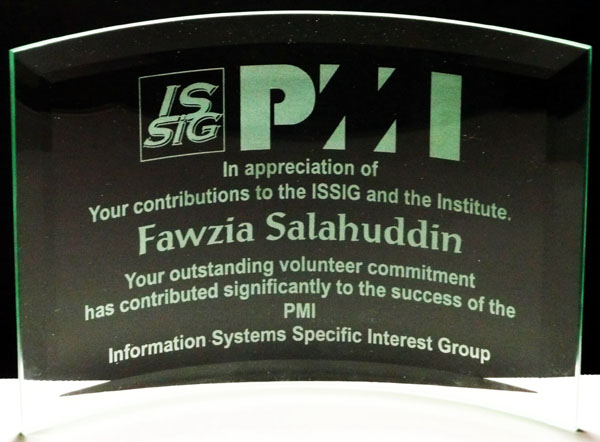 IS
SIG
PMI
In appreciation of
Your contributions to the ISSIG and the Institute.
Fawzia Salahuddin
Your outstanding volunteer commitment
has contributed significantly to the success of the
PMI
Information Systems Specific Interest Group